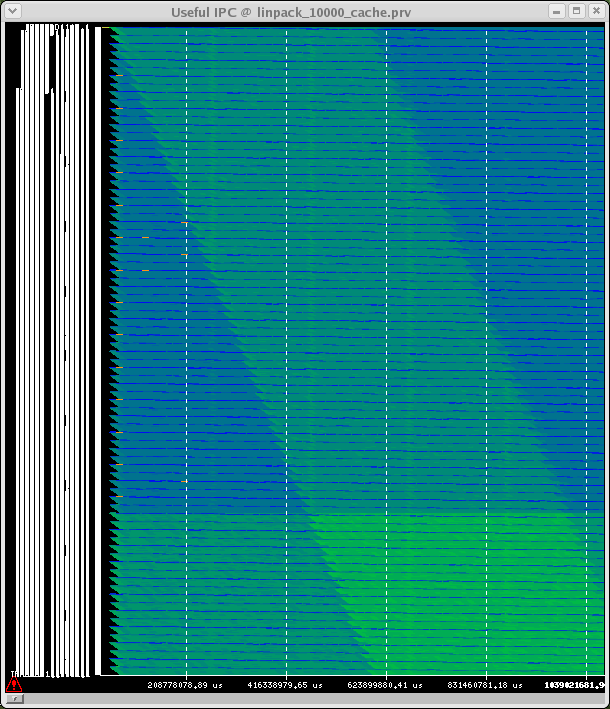 Useful IPC @ linpack_10000_cache.prv
208778078,89 us 416338979,65 us 623899880,41 us 831460781,18 us 1039021681,9